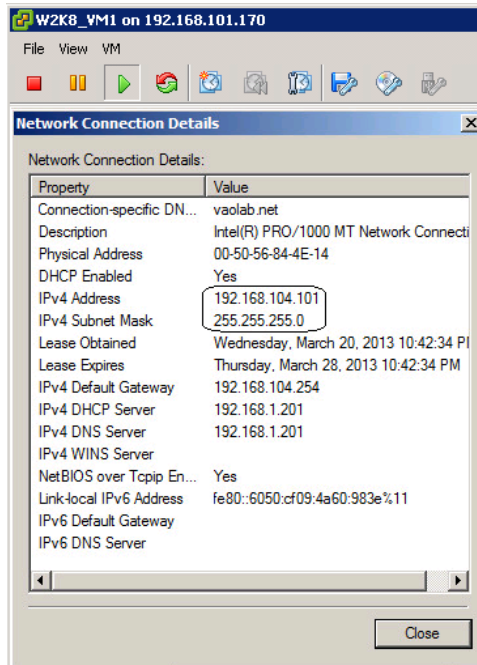 W2K8_VM1 on 192.168.101.170
File View VM
Network Connection Details
Network Connection Details:
Property Value
Connection-specific DN... vaolab.net
Description Intel(R) PRO/1000 MT Network Connecti
Physical Address 00-50-56-84-4E-14
DHCP Enabled Yes
IPv4 Address 192.168.104.101
IPv4 Subnet Mask 255.255.255.0
Lease Obtained Wednesday, March 20, 2013 10:42:34 P
Lease Expires Thursday, March 28, 2013 10:42:34 PM
IPv4 Default Gateway 192.168.104.254
IPv4 DHCP Server 192.168.1.201
IPv4 DNS Server 192.168.1.201
IPv4 WINS Server
NetBIOS over Tcpip En... Yes
Link-local IPv6 Address fe80::6050:cf09:4a60:983e%11
IPv6 Default Gateway
IPv6 DNS Server
Close